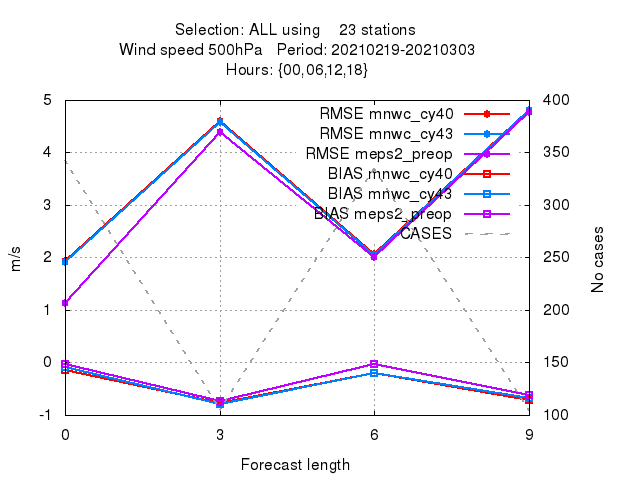 Selection: ALL using 23 stations
Wind speed 500hPa Period: 20210219-20210303
Hours: {00,06,12,18}
5 400
RMSE mnwc_cy40
RMSE mnwc_cy43
4 RMSE meps2_preop 350
BIAS mnwc_cy40
BIAS mnwc_cy43
3 300
BIAS meps2_preop
CASES
2 250
m/s No cases
1 200
0 150
-1 100
0 3 6 9
Forecast length